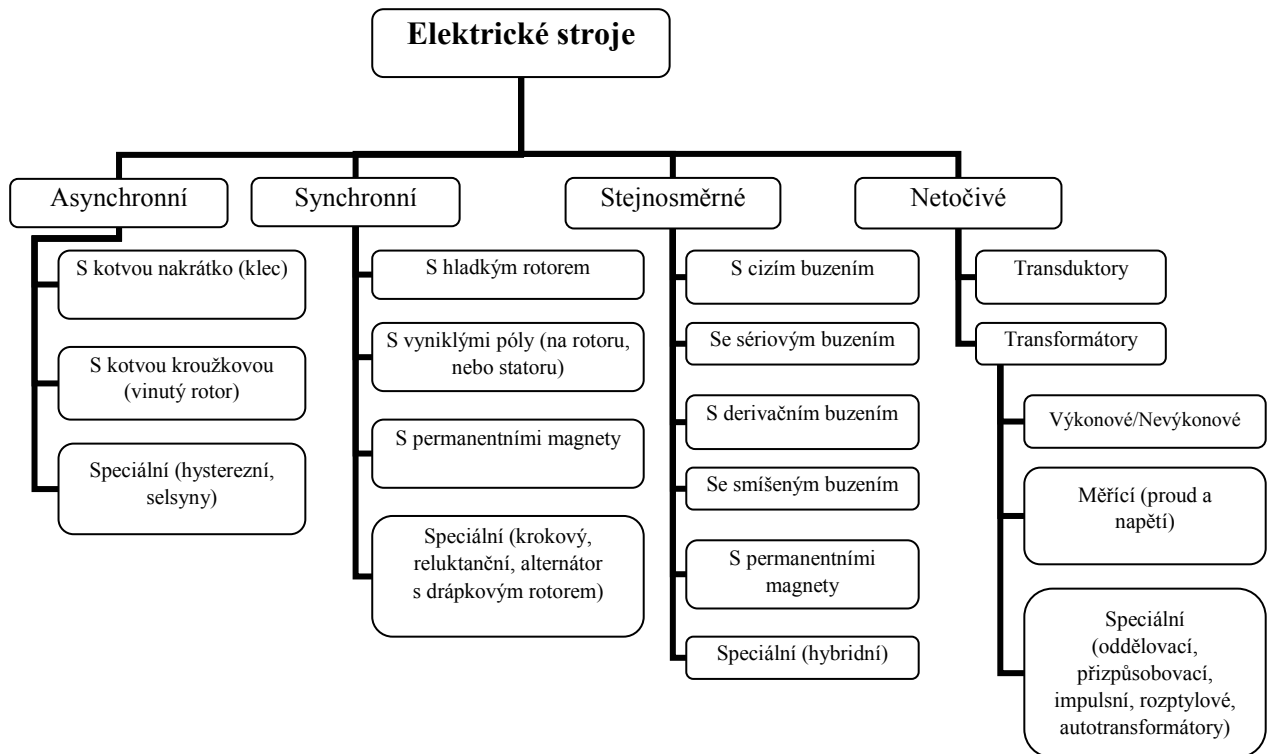 Elektrické stroje
Asynchronní
Synchronní
Stejnosměrné
Netočivé
S kotvou nakrátko (klec)
S kotvou kroužkovou
(vinutý rotor)
Speciální (hysterezní,
selsyny)
S hladkým rotorem
S vyniklými póly (na rotoru,
nebo statoru)
S permanentními magnety
Speciální (krokový,
reluktanční, alternátor
s drápkovým rotorem)
S cizím buzením
Se sériovým buzením
S derivačním buzením
Se smíšeným buzením
S permanentními
magnety
Speciální (hybridní)
Transduktory
Transformátory
Výkonové/Nevýkonové
Měřící (proud a
napětí)
Speciální
(oddělovací,
přizpůsobovací,
impulsní, rozptylové,
autotransformátory)